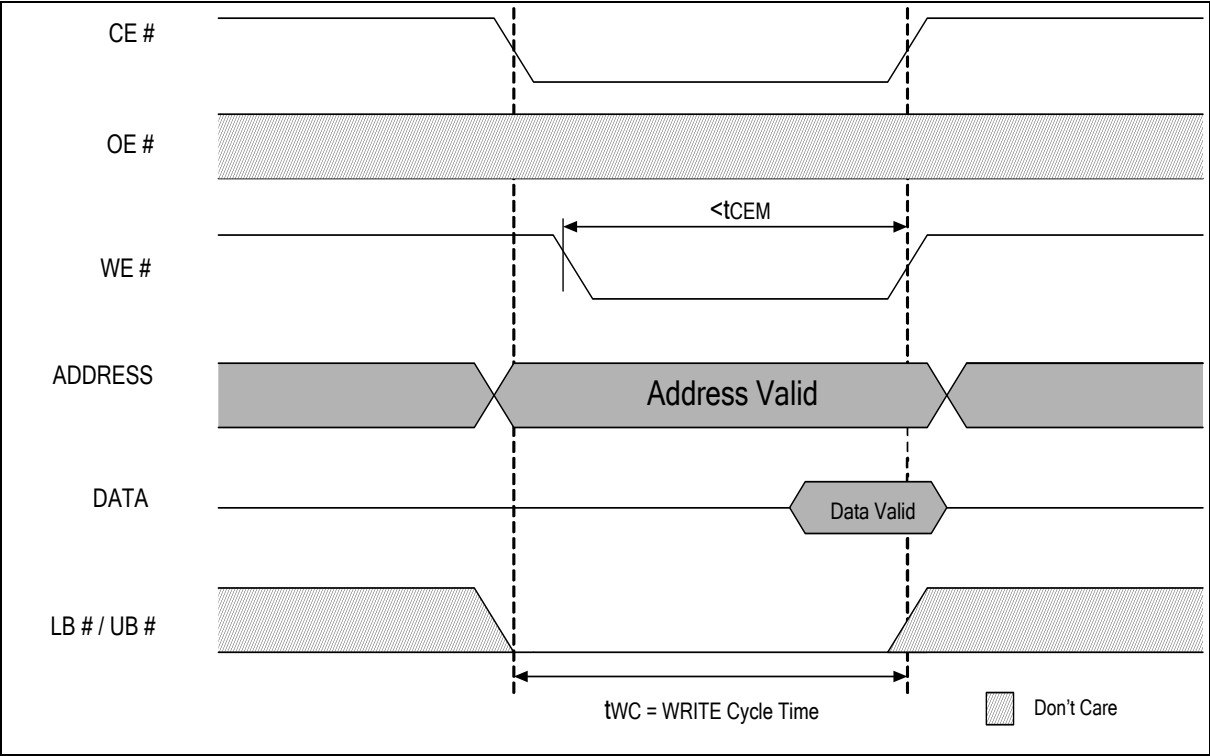 CE #
OE #
<tCEM
WE #
ADDRESS
Address Valid
DATA
Data Valid
LB # / UB #
tWC = WRITE Cycle Time
Don't Care